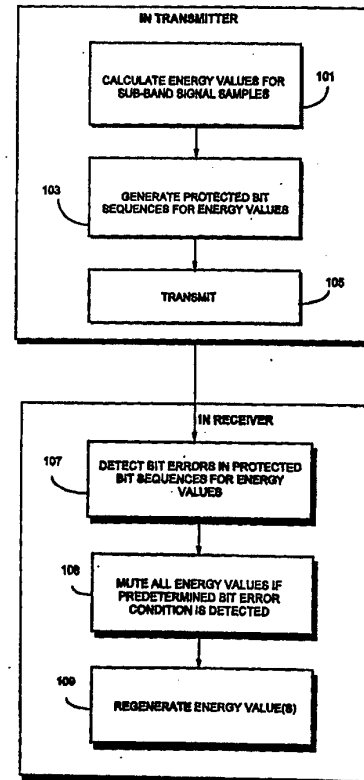 IN TRANSMITTER
CALCULATE ENERGY VALUES FOR
SUB-BAND SIGNAL SAMPLES
101
GENERATE PROTECTED BIT
SEQUENCES FOR ENERGY VALUES
103
TRANSMIT
105
IN RECEIVER
107
DETECT BIT ERRORS IN PROTECTED
BIT SEQUENCES FOR ENERGY
VALUES
108
MUTE ALL ENERGY VALUES IF
PREDETERMINED BIT ERROR
CONDITION IS DETECTED
109
REGENERATE ENERGY VALUE(S)